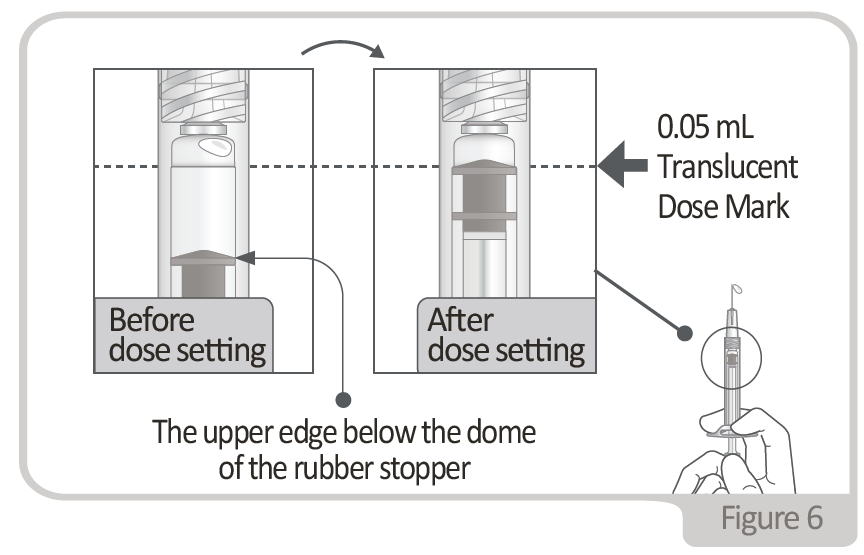 0.05 mL
Translucent
Dose Mark
Before
dose setting
After
dose setting
The upper edge below the dome
of the rubber stopper
Figure 6